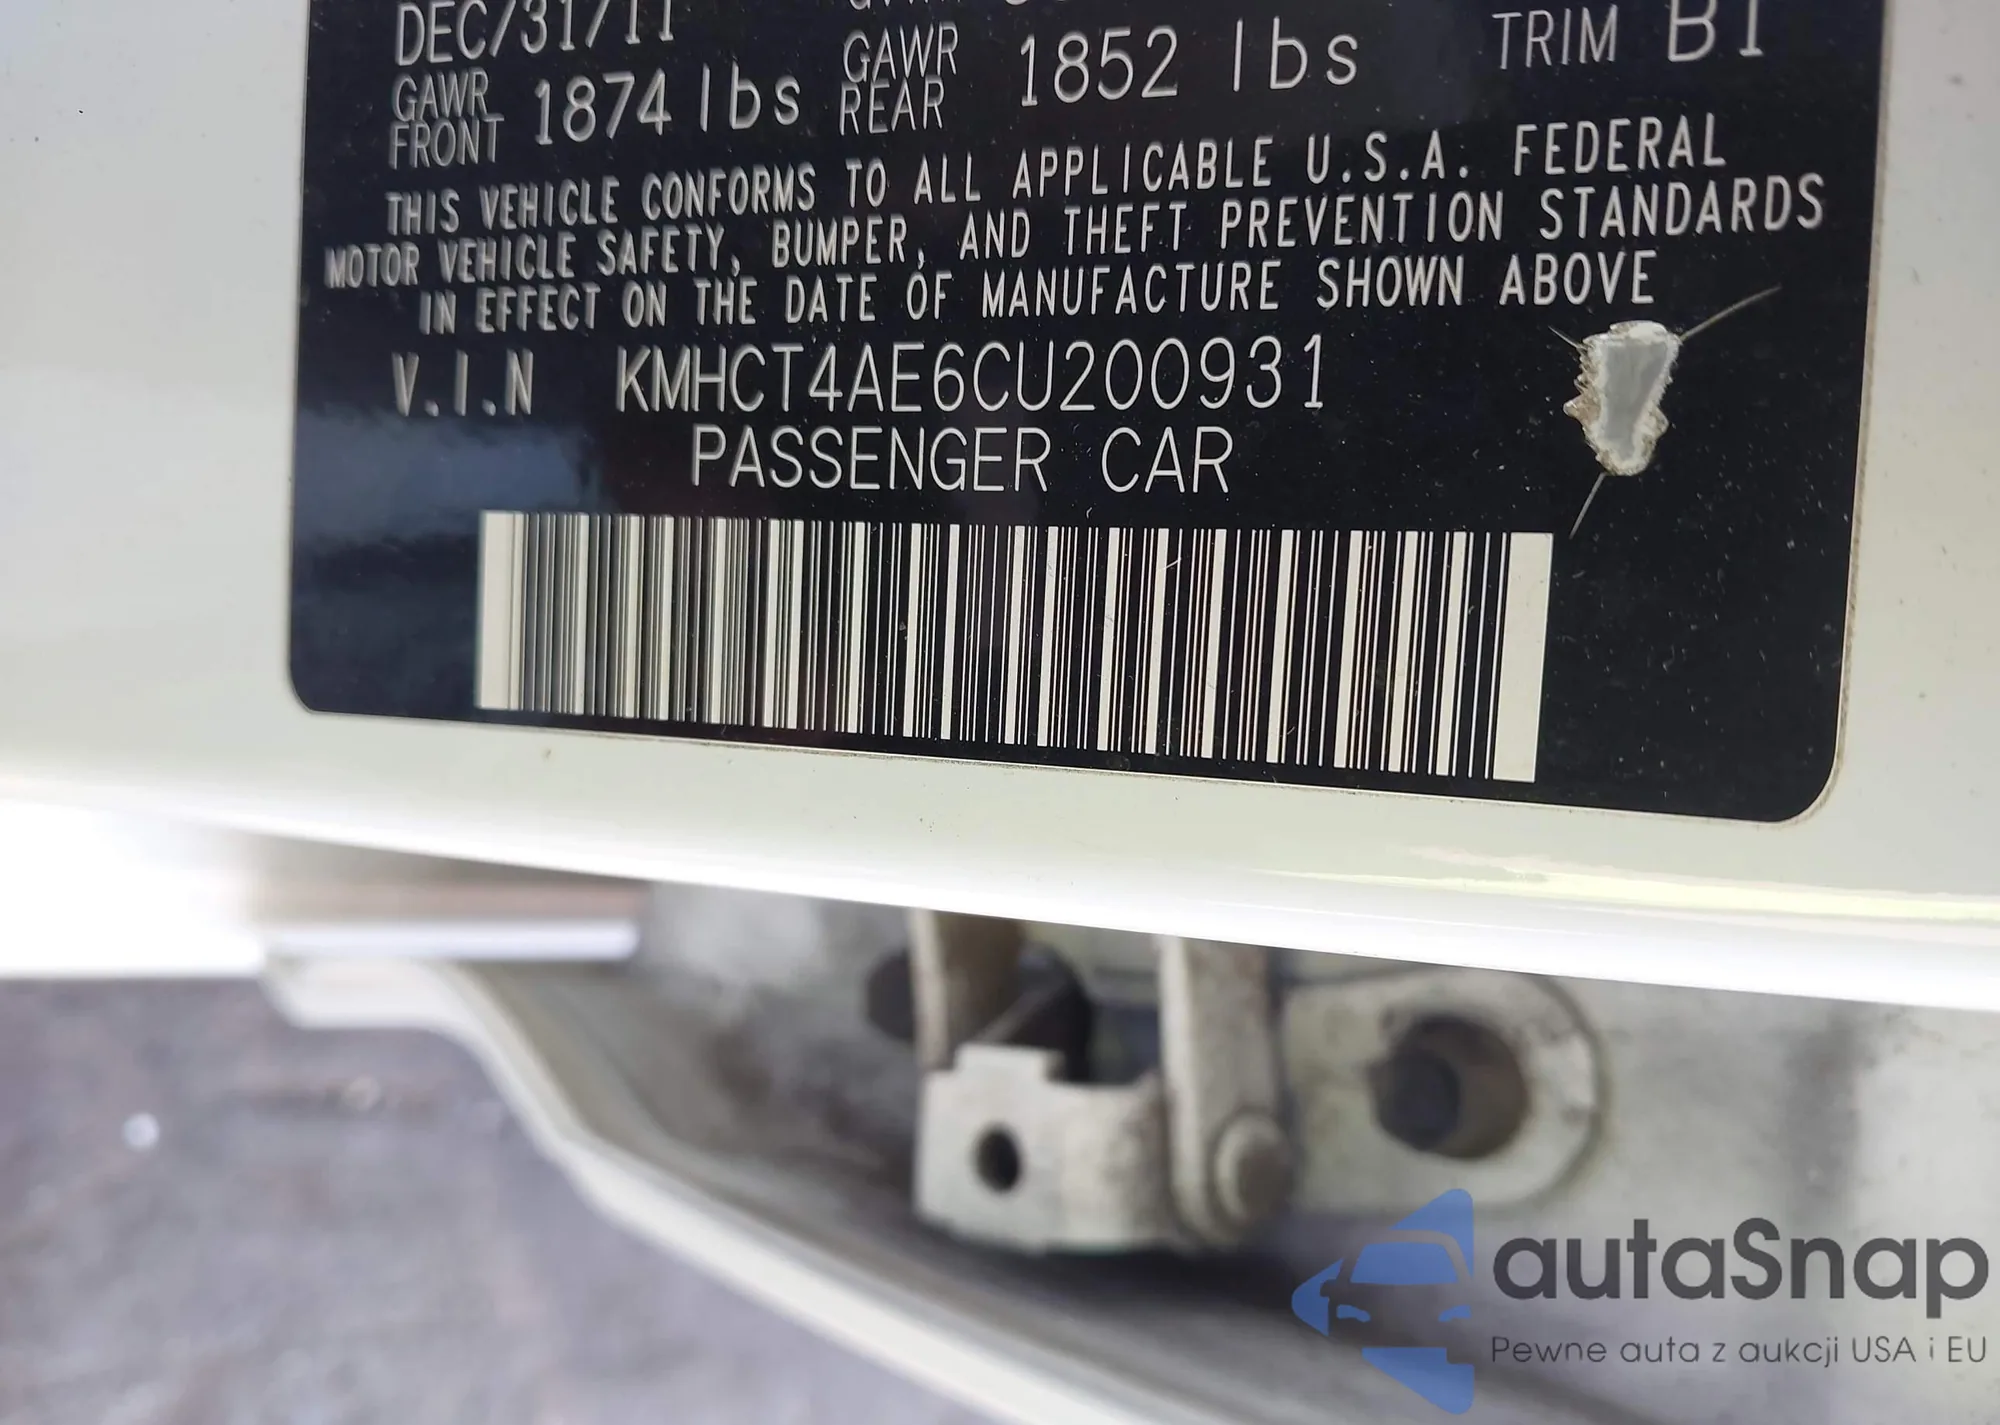 DEC/31/11
GAWR FRONT 1874 lbs GAWR REAR 1852 lbs TRIM B1
THIS VEHICLE CONFORMS TO ALL APPLICABLE U.S.A. FEDERAL
MOTOR VEHICLE SAFETY, BUMPER, AND THEFT PREVENTION STANDARDS
IN EFFECT ON THE DATE OF MANUFACTURE SHOWN ABOVE
V.I.N KMHCT4AE6CU200931
PASSENGER CAR
autaSnap
Pewne auta z aukcji USA i EU